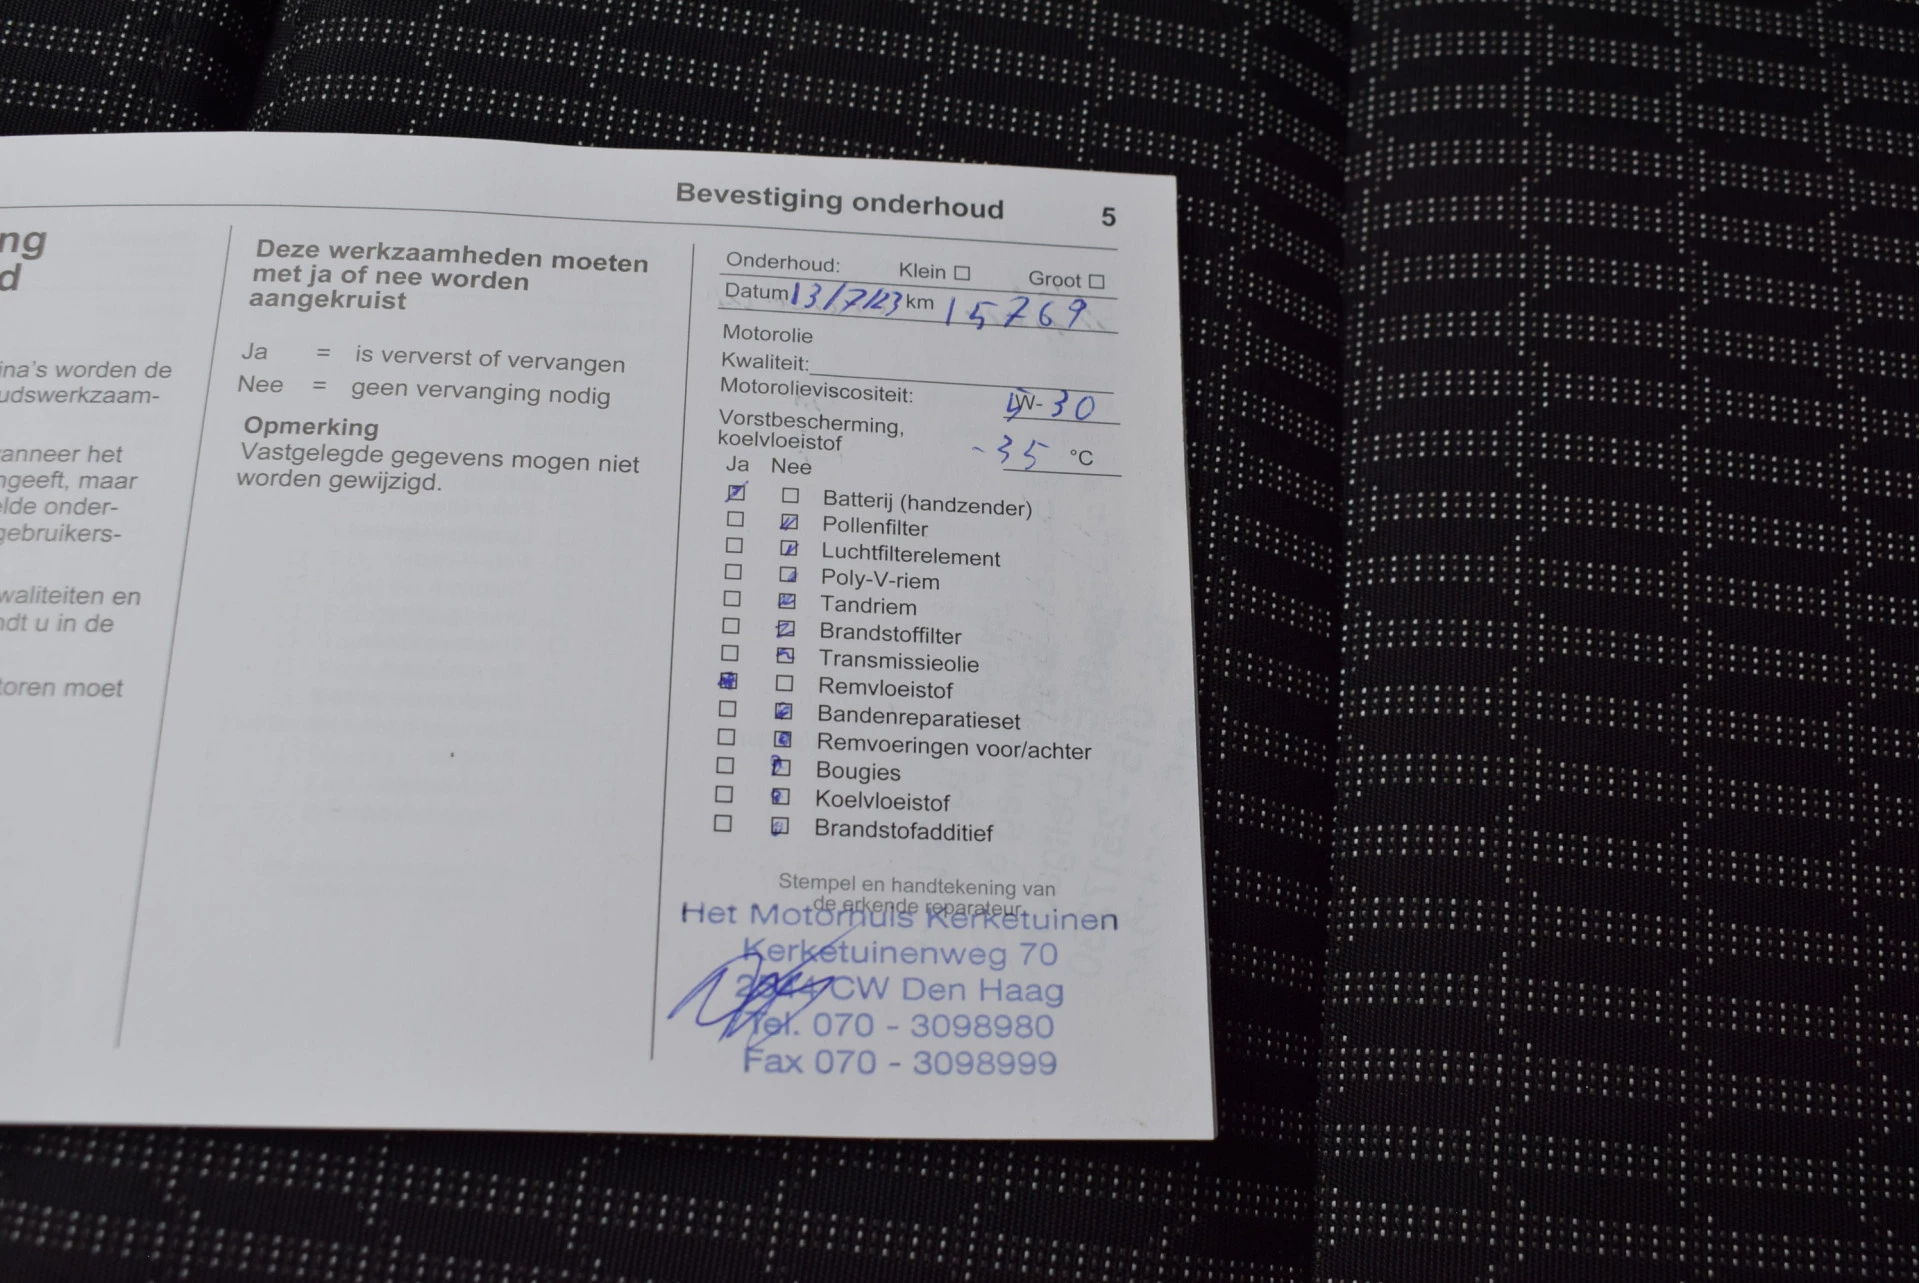 Bevestiging onderhoud 5
ng
d
ina's worden de
udswerkzaam-
anneer het
ngeeft, maar
elde onder-
gebruikers-
waliteiten en
ndt u in de
toren moet
Deze werkzaamheden moeten
met ja of nee worden
aangekruist
Ja = is ververst of vervangen
Nee = geen vervanging nodig
Opmerking
Vastgelegde gegevens mogen niet
worden gewijzigd.
Onderhoud: Klein Groot
Datum 13/7/23 km 15769
Motorolie
Kwaliteit:
Motorolieviscositeit: W-30
Vorstbescherming,
koelvloeistof -35 °C
Ja Nee
Batterij (handzender)
Pollenfilter
Luchtfilterelement
Poly-V-riem
Tandriem
Brandstoffilter
Transmissieolie
Remvloeistof
Bandenreparatieset
Remvoeringen voor/achter
Bougies
Koelvloeistof
Brandstofadditief
Stempel en handtekening van
de erkende reparateur
Het Motorhuis Kerketuinen
Kerketuinenweg 70
2544 CW Den Haag
Tel. 070 - 3098980
Fax 070 - 3098999